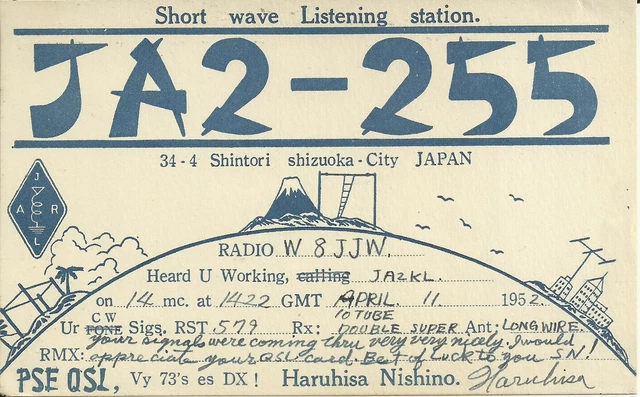 Short wave Listening station.
JA2-255
34-4 Shintori shizuoka-City JAPAN
J
A R
L
RADIO W8JJW.
Heard U Working, calling JA2KL.
on 14 mc. at 1422 GMT APRIL. 11 1952.
CW 10 TUBE
Ur FONE Sigs. RST 579 Rx: DOUBLE SUPER Ant; LONG WIRE.
your signals were coming thru very very nicely. I would
RMX: appreciate your QSL card. Best of Luck to you SN!
PSE QSL, Vy 73's es DX! Haruhisa Nishino. Haruhisa